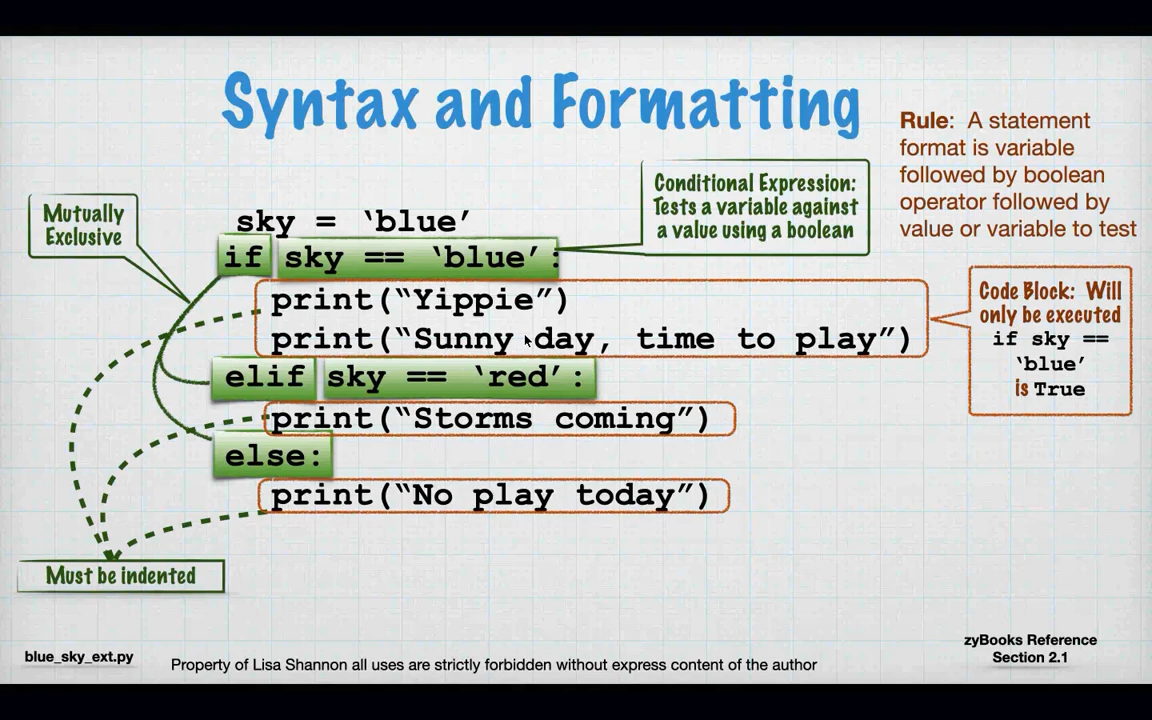 Syntax and Formatting
Rule: A statement
format is variable
followed by boolean
operator followed by
value or variable to test
Mutually
Exclusive
Conditional Expression:
Tests a variable against
a value using a boolean
sky = ‘blue’
if sky == ‘blue’:
print(“Yippie”)
print(“Sunny day, time to play”)
elif sky == ‘red’:
print(“Storms coming”)
else:
print(“No play today”)
Code Block: Will
only be executed
if sky ==
‘blue’
is True
Must be indented
blue_sky_ext.py
Property of Lisa Shannon all uses are strictly forbidden without express content of the author
zyBooks Reference
Section 2.1